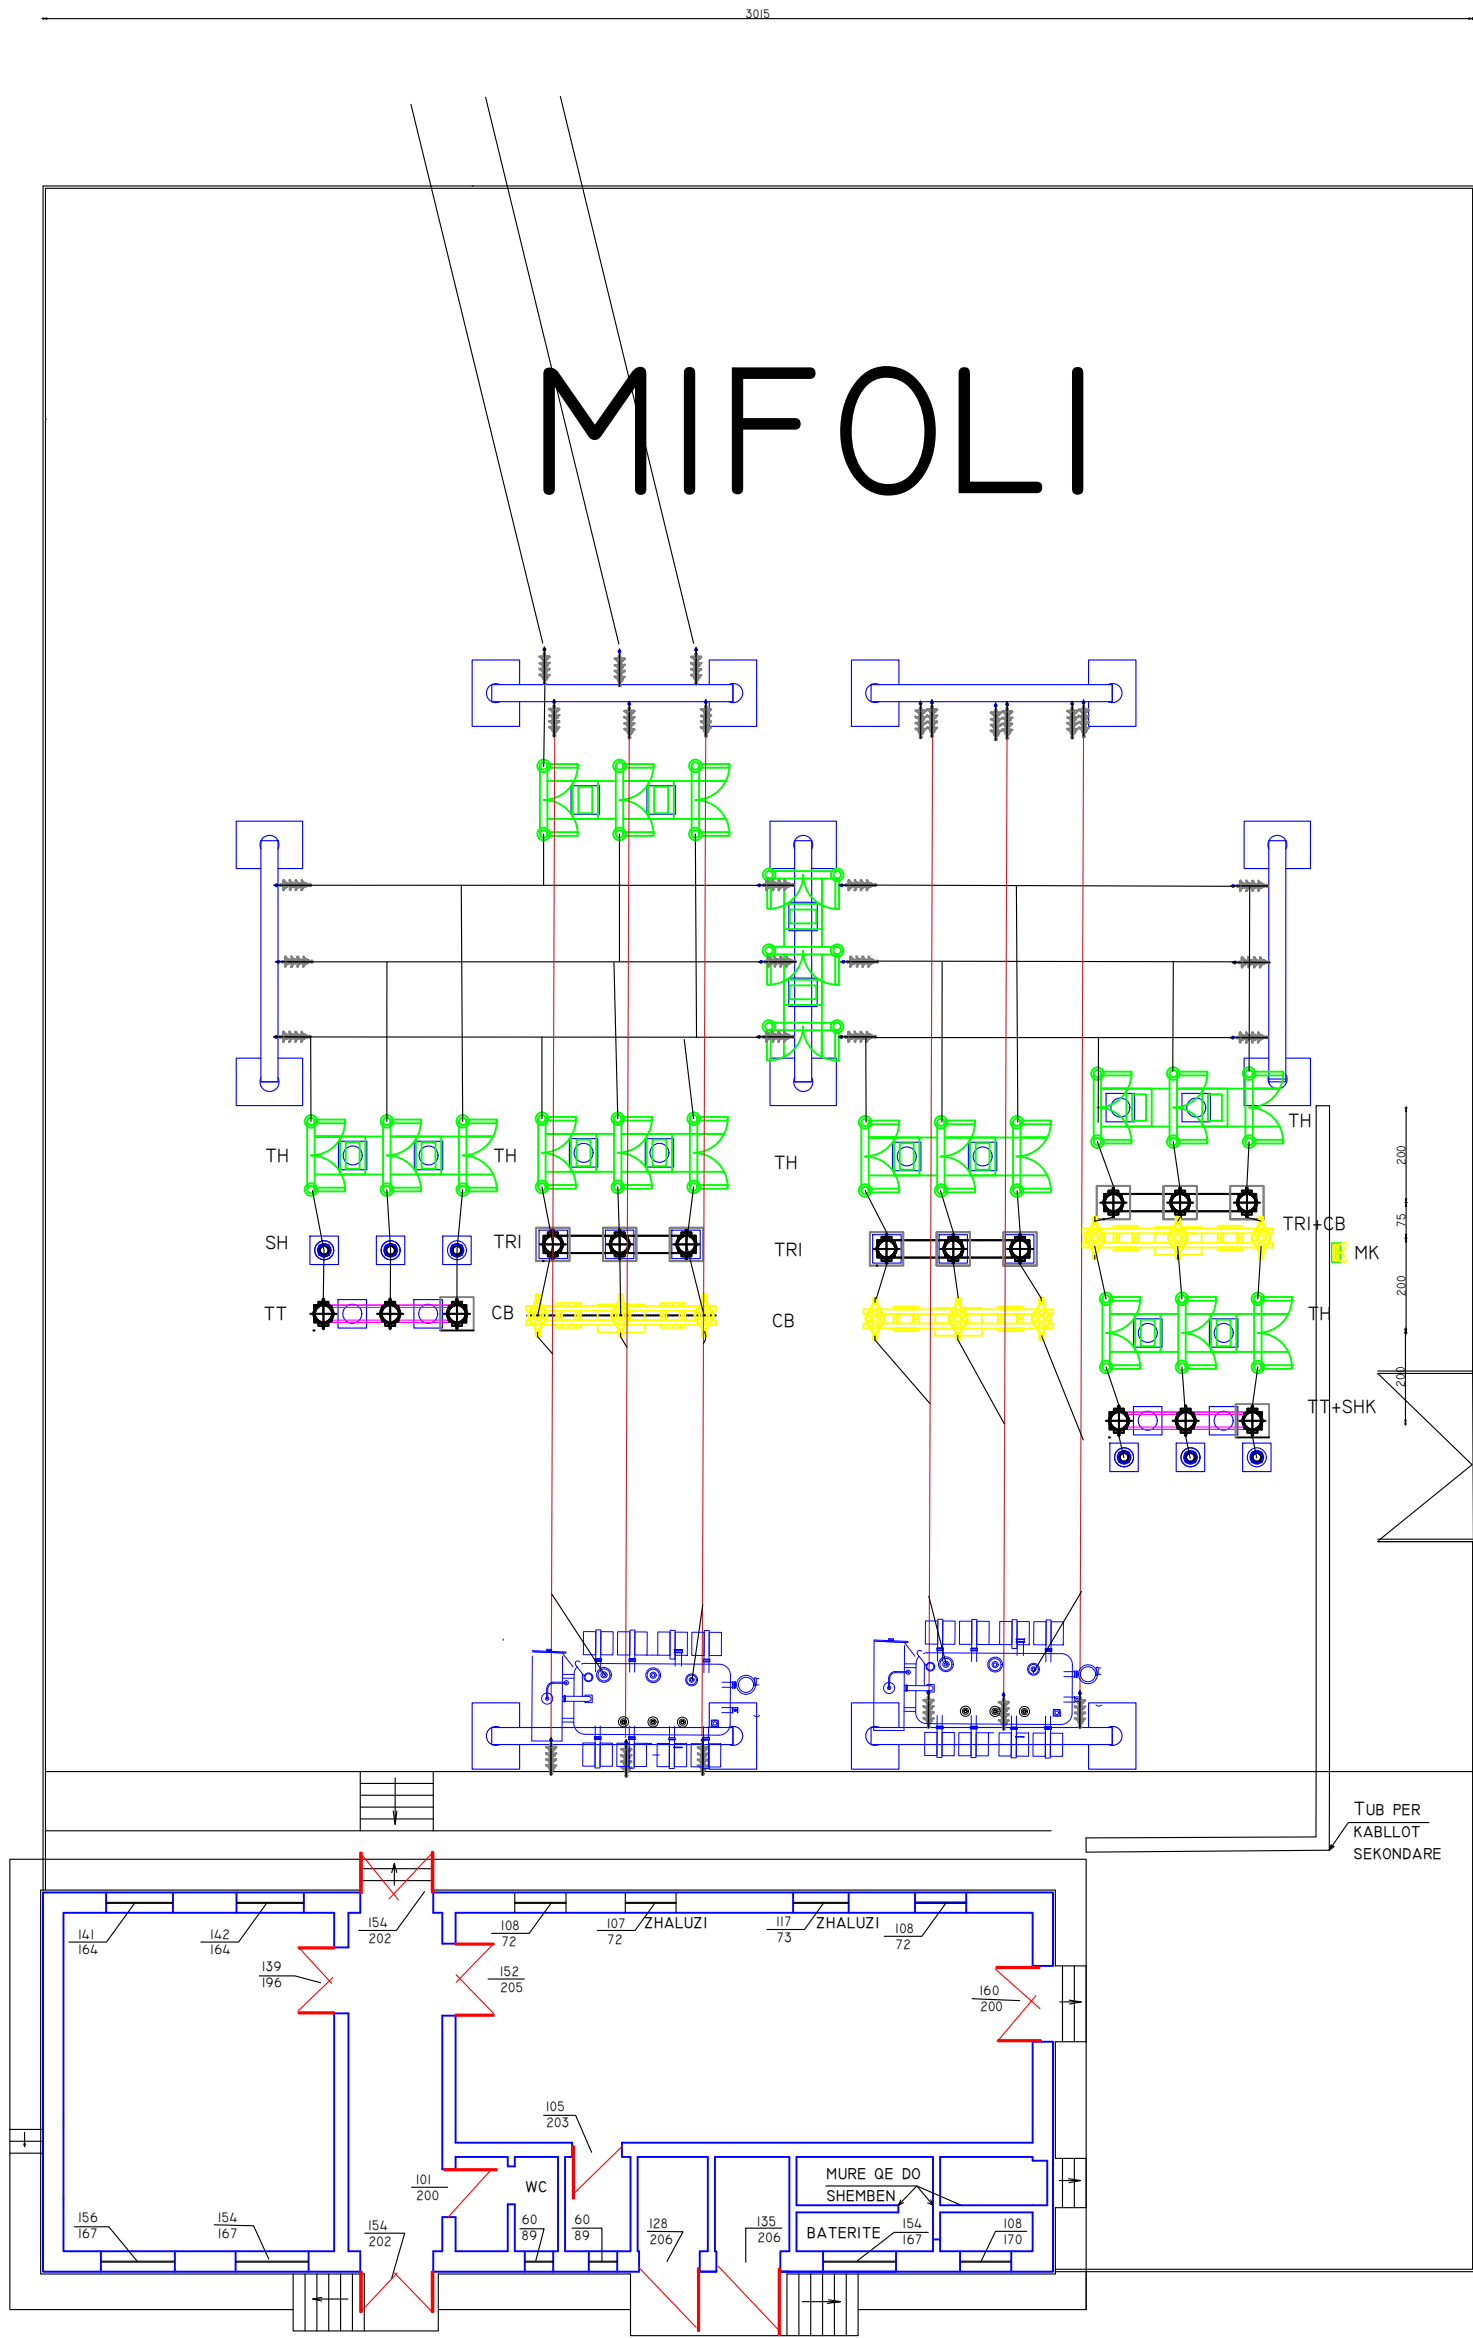 3015
MIFOLI
TH
TH
TH
TH
200
SH
TRI
TRI
TRI+CB
75
MK
TT
CB
CB
200
TH
200
TT+SHK
TUB PER
KABLLOT
SEKONDARE
141
164
142
164
154
202
108
72
107
72
ZHALUZI
117
73
ZHALUZI
108
72
139
196
152
205
160
200
105
203
101
200
WC
MURE QE DO
SHEMBEN
156
167
154
167
154
202
60
89
60
89
128
206
135
206
BATERITE
154
167
108
170